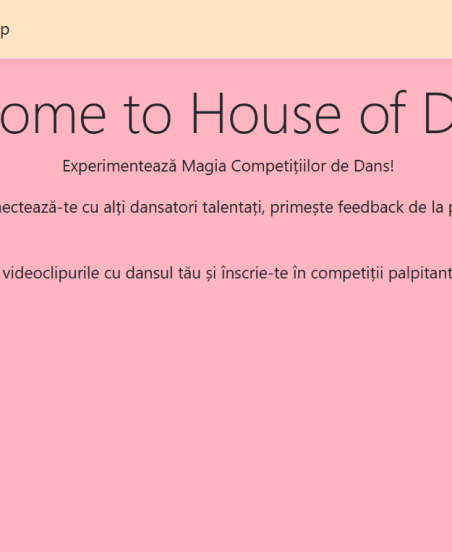 p
ome to House of D
Experimentează Magia Competițiilor de Dans!
ectează-te cu alți dansatori talentați, primește feedback de la p
videoclipurile cu dansul tău și înscrie-te în competiții palpitant